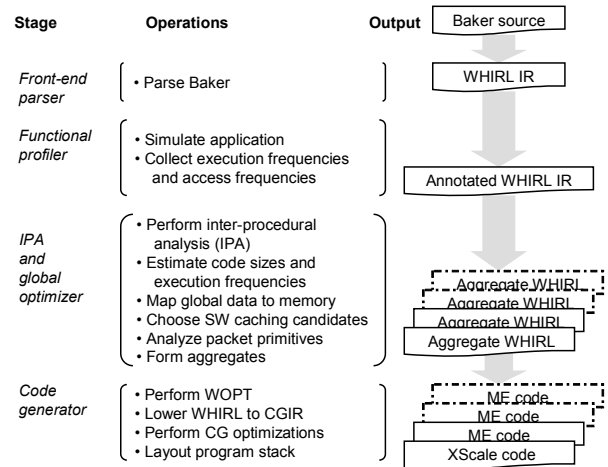 Stage
Operations
Output
Baker source
Front-end
parser
• Parse Baker
WHIRL IR
Functional
profiler
• Simulate application
• Collect execution frequencies
and access frequencies
Annotated WHIRL IR
IPA
and
global
optimizer
• Perform inter-procedural
analysis (IPA)
• Estimate code sizes and
execution frequencies
• Map global data to memory
• Choose SW caching candidates
• Analyze packet primitives
• Form aggregates
Aggregate WHIRL
Aggregate WHIRL
Aggregate WHIRL
Aggregate WHIRL
Code
generator
• Perform WOPT
• Lower WHIRL to CGIR
• Perform CG optimizations
• Layout program stack
ME code
ME code
ME code
XScale code